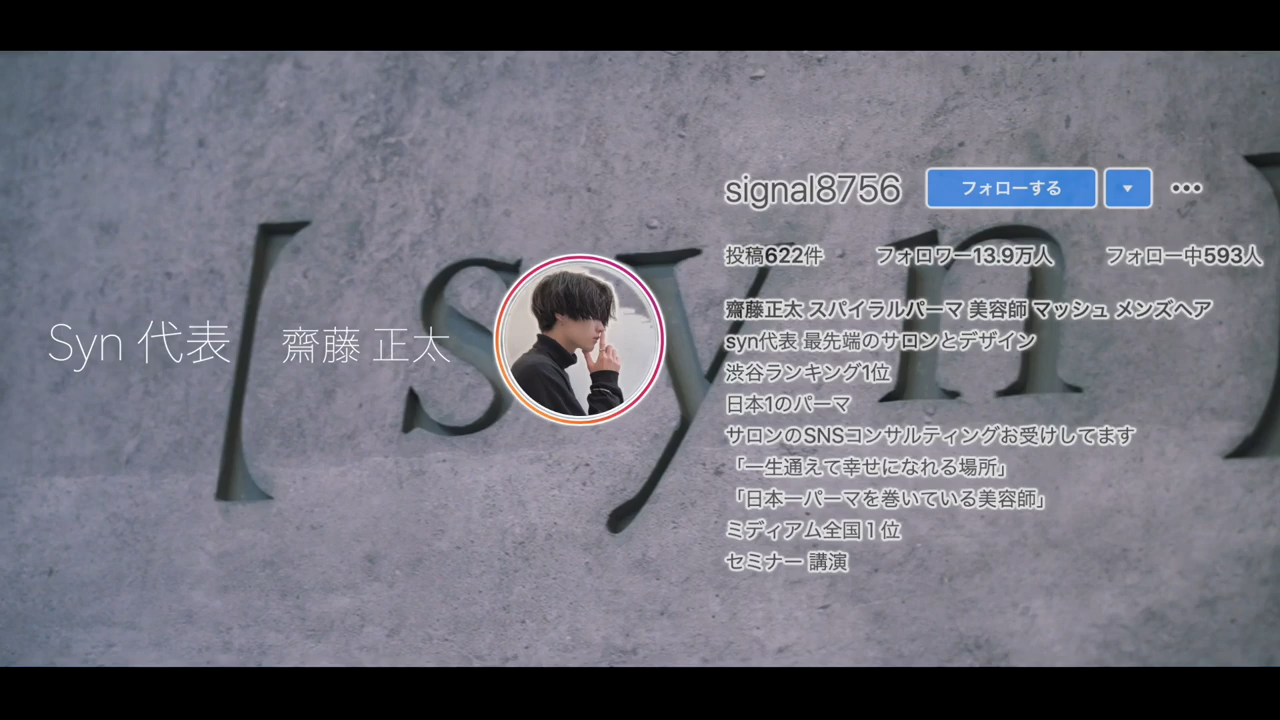 [syn]
Syn 代表 齋藤 正太
signal8756 フォローする ▼ •••
投稿622件 フォロワー13.9万人 フォロー中593人
齋藤正太 スパイラルパーマ 美容師 マッシュ メンズヘア
syn代表 最先端のサロンとデザイン
渋谷ランキング1位
日本1のパーマ
サロンのSNSコンサルティングお受けしてます
「一生通えて幸せになれる場所」
「日本一パーマを巻いている美容師」
ミディアム全国１位
セミナー 講演